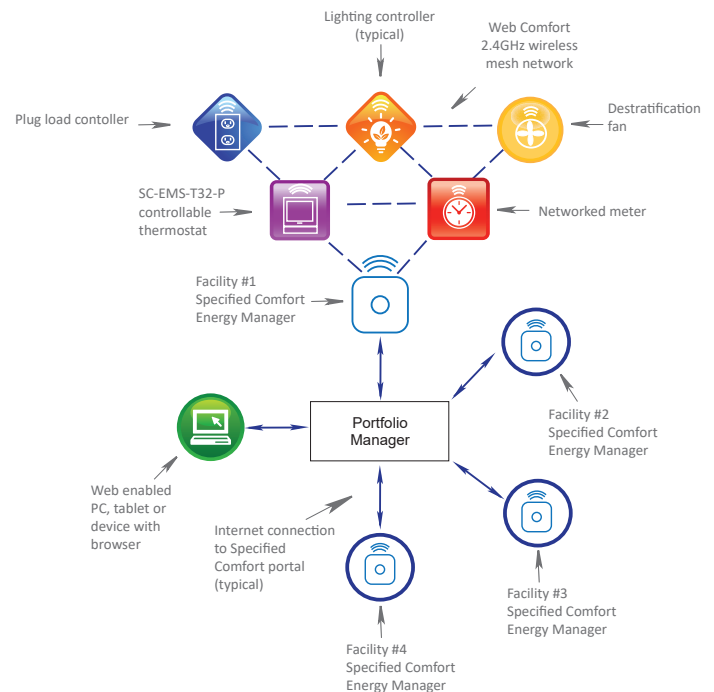 Lighting controller
(typical)
Web Comfort
2.4GHz wireless
mesh network
Plug load contoller
Destratification
fan
SC-EMS-T32-P
controllable
thermostat
Networked meter
Facility #1
Specified Comfort
Energy Manager
Portfolio
Manager
Facility #2
Specified Comfort
Energy Manager
Web enabled
PC, tablet or
device with
browser
Internet connection
to Specified
Comfort portal
(typical)
Facility #3
Specified Comfort
Energy Manager
Facility #4
Specified Comfort
Energy Manager